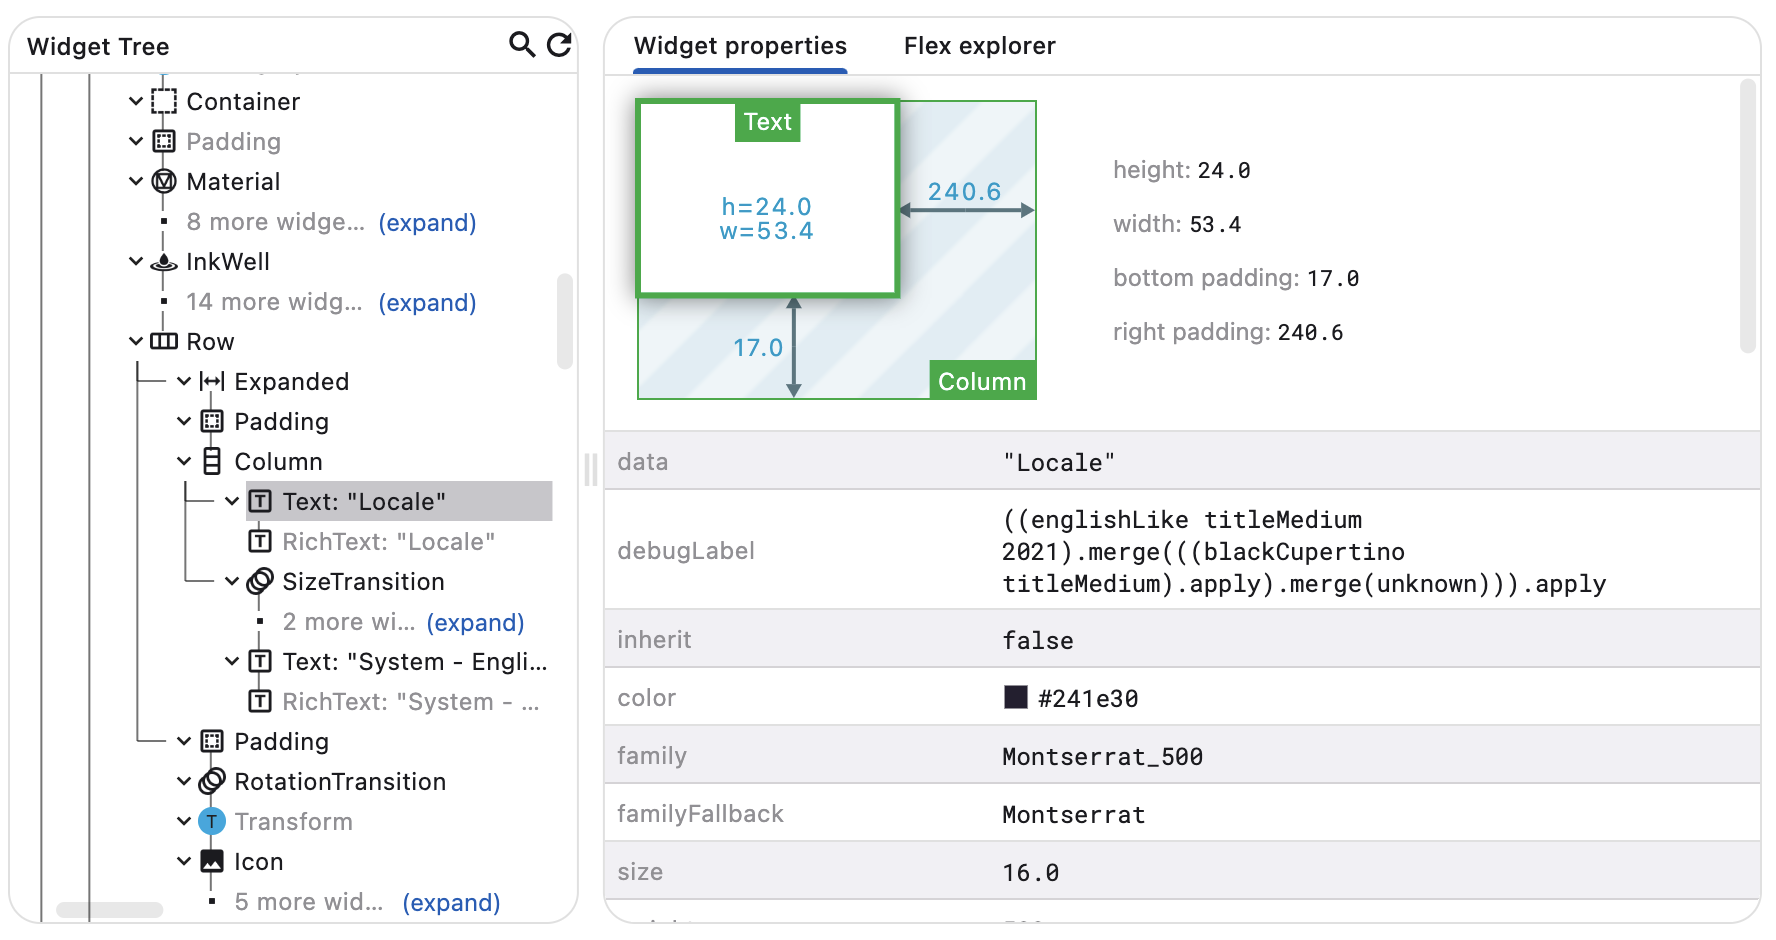 Widget Tree
Container
Padding
Material
8 more widge... (expand)
InkWell
14 more widg... (expand)
Row
Expanded
Padding
Column
Text: "Locale"
RichText: "Locale"
SizeTransition
2 more wi... (expand)
Text: "System - Engli...
RichText: "System - ...
Padding
RotationTransition
Transform
Icon
5 more wid... (expand)
Widget properties Flex explorer
Text
h=24.0
w=53.4
240.6
17.0
Column
height: 24.0
width: 53.4
bottom padding: 17.0
right padding: 240.6
data "Locale"
debugLabel ((englishLike titleMedium
2021).merge(((blackCupertino
titleMedium).apply).merge(unknown))).apply
inherit false
color #241e30
family Montserrat_500
familyFallback Montserrat
size 16.0